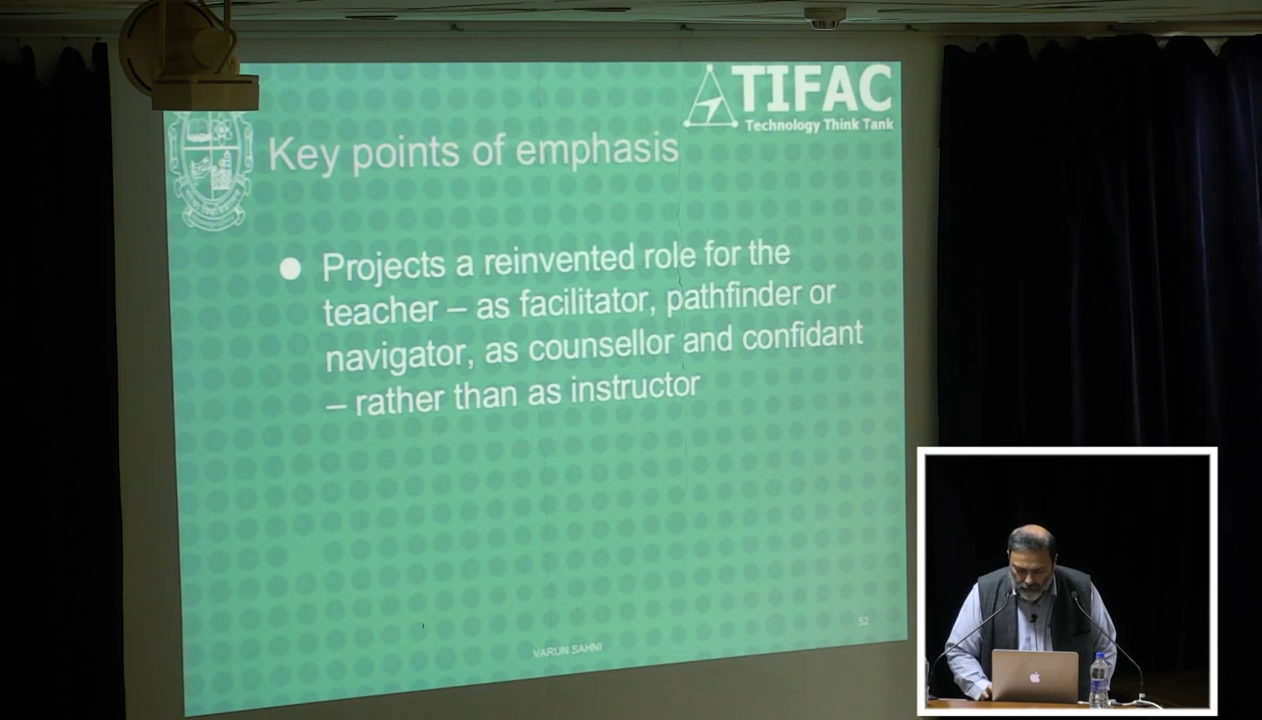 TIFAC
Technology Think Tank
Key points of emphasis
Projects a reinvented role for the
teacher – as facilitator, pathfinder or
navigator, as counsellor and confidant
– rather than as instructor
52
VARUN SAHNI